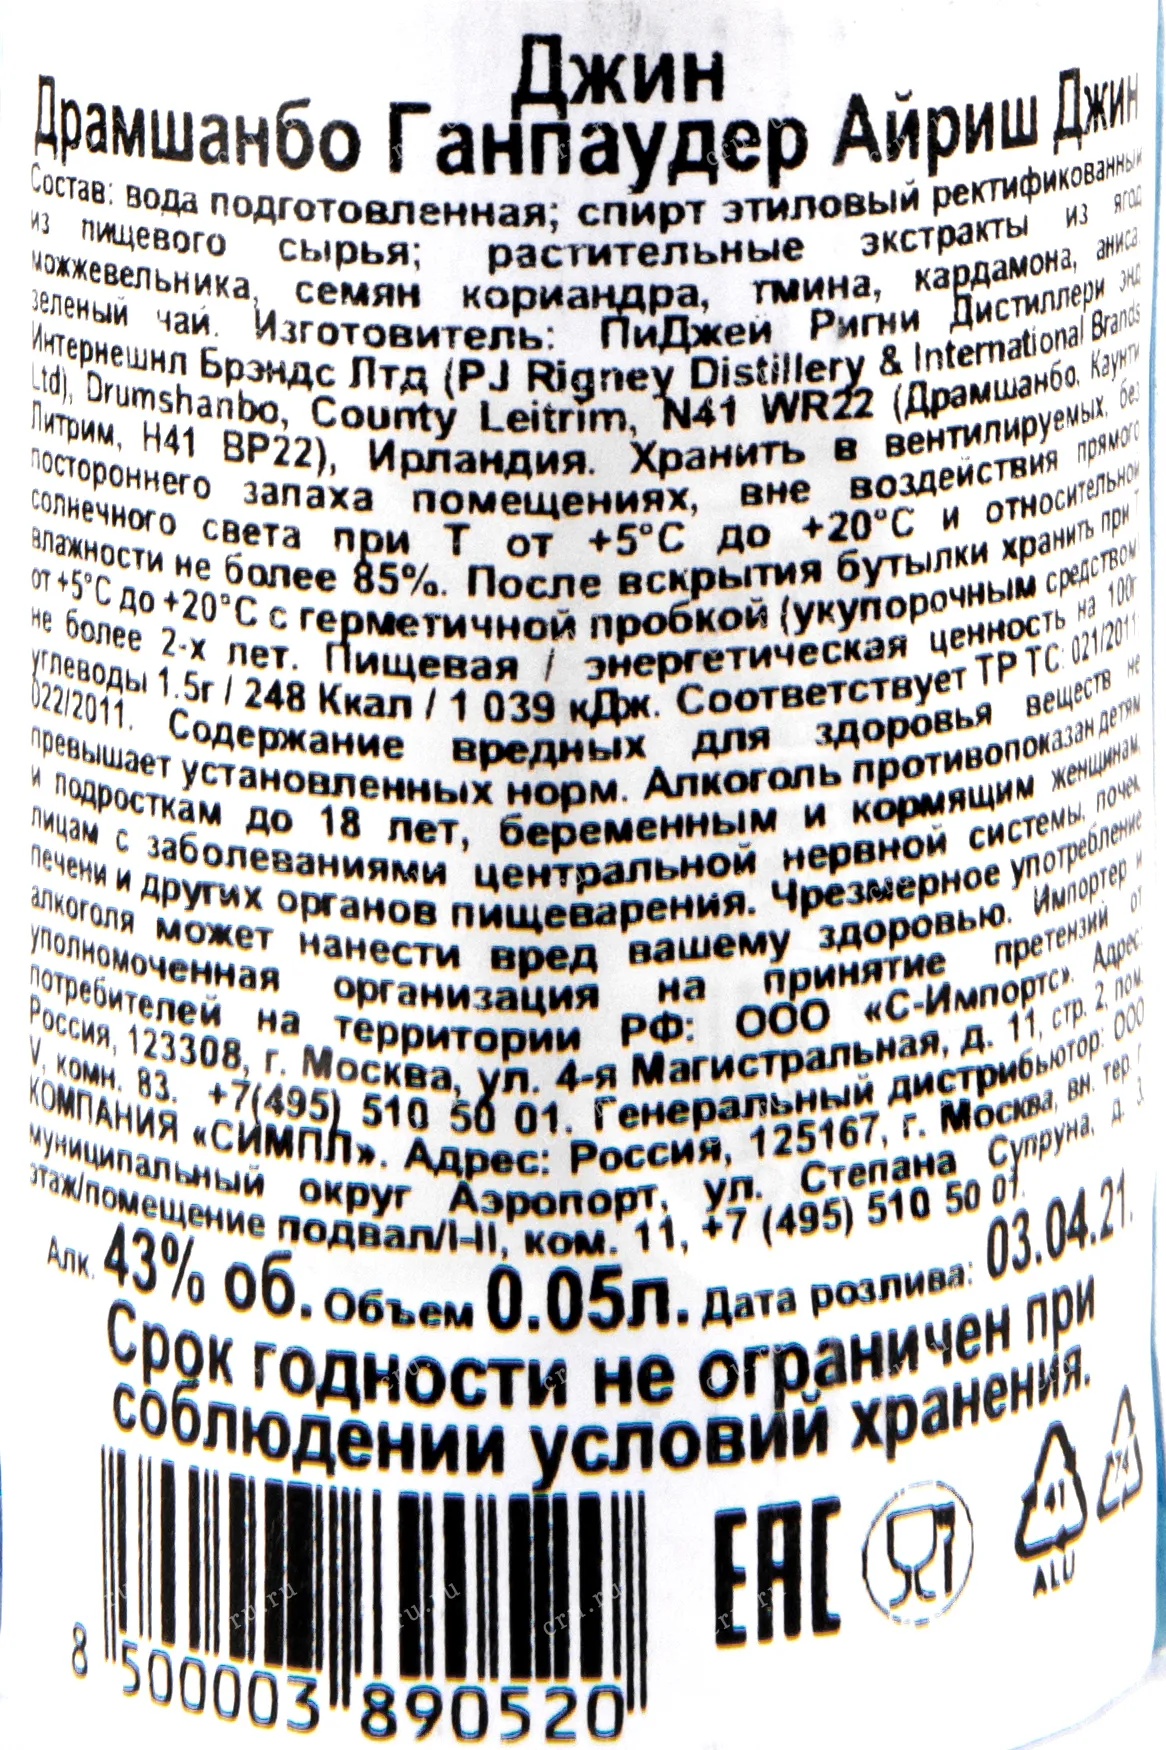 Джин
Драмшанбо Ганпаудер Айриш Джин
Состав: вода подготовленная; спирт этиловый ректификованный
из пищевого сырья; растительные экстракты из ягод
можжевельника, семян кориандра, тмина, кардамона, аниса,
зеленый чай. Изготовитель: ПиДжей Ригни Дистиллери энд
Интернешнл Брэндс Лтд (PJ Rigney Distillery & International Brands
Ltd), Drumshanbo, County Leitrim, N41 WR22 (Драмшанбо, Каунти
Литрим, Н41 ВР22), Ирландия. Хранить в вентилируемых, без
постороннего запаха помещениях, вне воздействия прямого
солнечного света при Т от +5°С до +20°С и относительной
влажности не более 85%. После вскрытия бутылки хранить при Т
от +5°С до +20°С с герметичной пробкой (укупорочным средством)
не более 2-х лет. Пищевая / энергетическая ценность на 100г
углеводы 1.5г / 248 Ккал / 1 039 кДж. Соответствует ТР ТС: 021/2011;
022/2011. Содержание вредных для здоровья веществ не
превышает установленных норм. Алкоголь противопоказан детям
и подросткам до 18 лет, беременным и кормящим женщинам,
лицам с заболеваниями центральной нервной системы, почек,
печени и других органов пищеварения. Чрезмерное употребление
алкоголя может нанести вред вашему здоровью. Импортер и
уполномоченная организация на принятие претензий от
потребителей на территории РФ: ООО «С-Импортс». Адрес:
Россия, 123308, г. Москва, ул. 4-я Магистральная, д. 11, стр. 2, пом.
V, комн. 83. +7(495) 510 50 01. Генеральный дистрибьютор: ООО
КОМПАНИЯ «СИМПЛ». Адрес: Россия, 125167, г. Москва, вн. тер. г.
муниципальный округ Аэропорт, ул. Степана Супруна, д. 3,
этаж/помещение подвал/I-II, ком. 11, +7 (495) 510 50 01.
Алк. 43% об. Объем 0.05л. Дата розлива: 03.04.21.
Срок годности не ограничен при
соблюдении условий хранения.
EAC
41
ALU
74
8 500003 890520